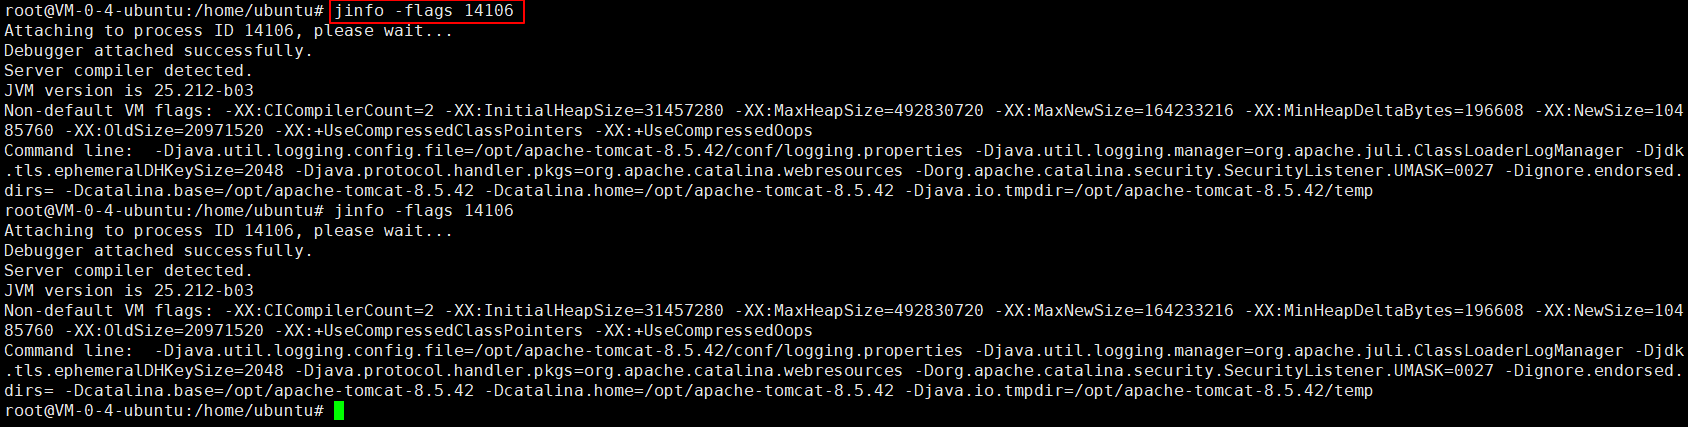 root@VM-0-4-ubuntu:/home/ubuntu# jinfo -flags 14106
Attaching to process ID 14106, please wait...
Debugger attached successfully.
Server compiler detected.
JVM version is 25.212-b03
Non-default VM flags: -XX:CICompilerCount=2 -XX:InitialHeapSize=31457280 -XX:MaxHeapSize=492830720 -XX:MaxNewSize=164233216 -XX:MinHeapDeltaBytes=196608 -XX:NewSize=104
85760 -XX:OldSize=20971520 -XX:+UseCompressedClassPointers -XX:+UseCompressedOops
Command line:  -Djava.util.logging.config.file=/opt/apache-tomcat-8.5.42/conf/logging.properties -Djava.util.logging.manager=org.apache.juli.ClassLoaderLogManager -Djdk
.tls.ephemeralDHKeySize=2048 -Djava.protocol.handler.pkgs=org.apache.catalina.webresources -Dorg.apache.catalina.security.SecurityListener.UMASK=0027 -Dignore.endorsed.
dirs= -Dcatalina.base=/opt/apache-tomcat-8.5.42 -Dcatalina.home=/opt/apache-tomcat-8.5.42 -Djava.io.tmpdir=/opt/apache-tomcat-8.5.42/temp
root@VM-0-4-ubuntu:/home/ubuntu# jinfo -flags 14106
Attaching to process ID 14106, please wait...
Debugger attached successfully.
Server compiler detected.
JVM version is 25.212-b03
Non-default VM flags: -XX:CICompilerCount=2 -XX:InitialHeapSize=31457280 -XX:MaxHeapSize=492830720 -XX:MaxNewSize=164233216 -XX:MinHeapDeltaBytes=196608 -XX:NewSize=104
85760 -XX:OldSize=20971520 -XX:+UseCompressedClassPointers -XX:+UseCompressedOops
Command line:  -Djava.util.logging.config.file=/opt/apache-tomcat-8.5.42/conf/logging.properties -Djava.util.logging.manager=org.apache.juli.ClassLoaderLogManager -Djdk
.tls.ephemeralDHKeySize=2048 -Djava.protocol.handler.pkgs=org.apache.catalina.webresources -Dorg.apache.catalina.security.SecurityListener.UMASK=0027 -Dignore.endorsed.
dirs= -Dcatalina.base=/opt/apache-tomcat-8.5.42 -Dcatalina.home=/opt/apache-tomcat-8.5.42 -Djava.io.tmpdir=/opt/apache-tomcat-8.5.42/temp
root@VM-0-4-ubuntu:/home/ubuntu#